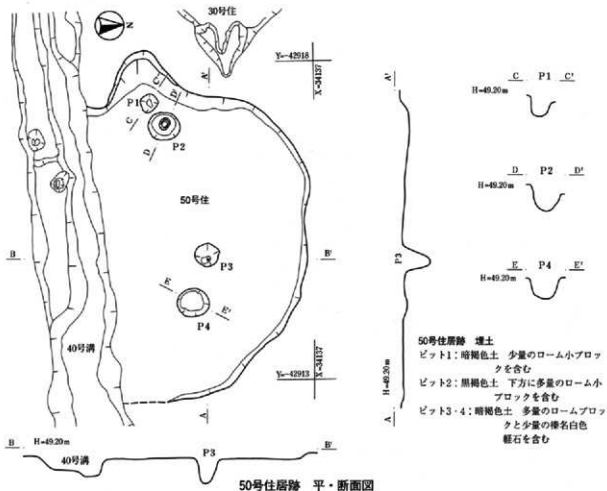 30号住
N
Y=-42918
X=34137
A'
C'
D'
P1
C
P2
D
50号住
B
B'
P3
E
E'
P4
40号溝
Y=-42913
X=34137
A
A'
P3
H=49.20m
A
C P1 C'
H=49.20m
D P2 D'
H=49.20m
E P4 E'
H=49.20m
50号住居跡 埋土
ピット1：暗褐色土 少量のローム小ブロッ
クを含む
ピット2：黒褐色土 下方に多量のローム小
ブロックを含む
ピット3・4：暗褐色土 多量のロームブロッ
クと少量の榛名白色
軽石を含む
B H=49.20m
40号溝
P3
B'
50号住居跡 平・断面図